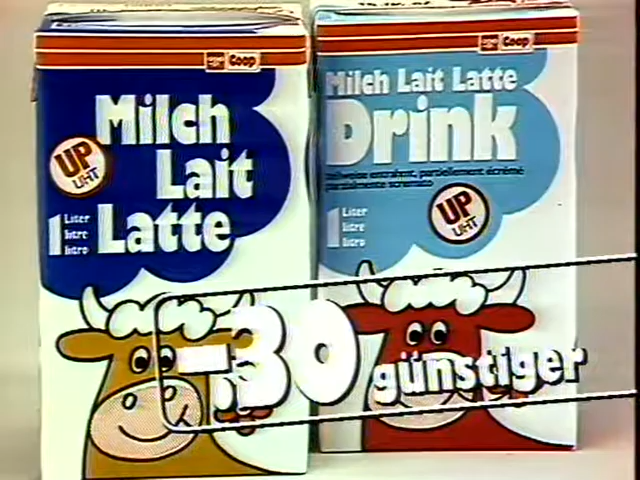 Coop
Milch
Lait
Latte
UP
UHT
1 Liter
litre
litro
Coop
Milch Lait Latte
Drink
teilweise entrahmt, partiellement écrémé
parzialmente scremato
UP
UHT
1 Liter
litre
litro
-.30 günstiger